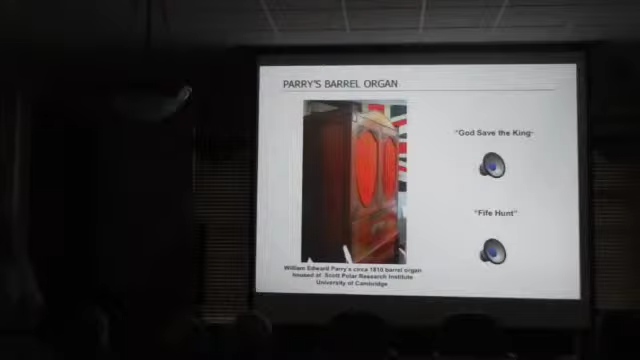 PARRY'S BARREL ORGAN
"God Save the King"
"Fife Hunt"
William Edward Parry's circa 1810 barrel organ
housed at Scott Polar Research Institute
University of Cambridge